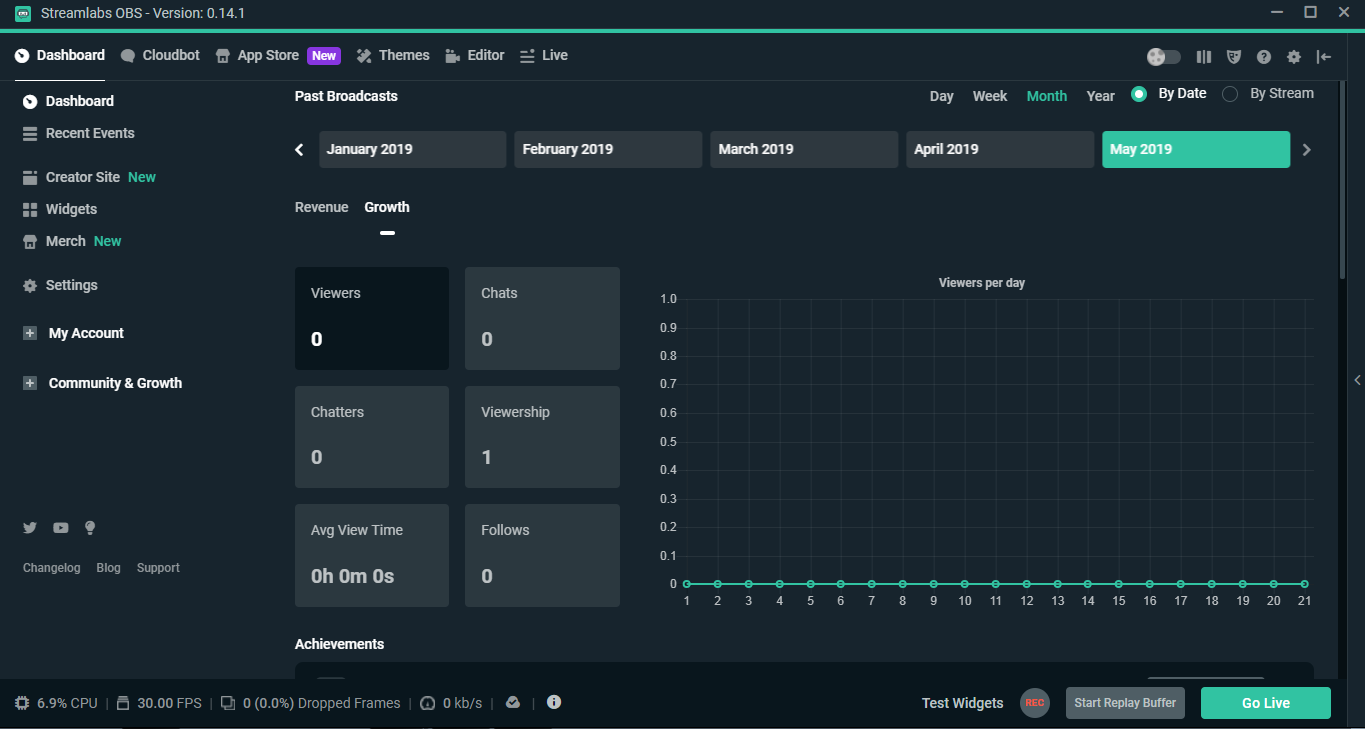 Streamlabs OBS - Version: 0.14.1
Dashboard Cloudbot App Store New Themes Editor Live
Dashboard
Recent Events
Creator Site New
Widgets
Merch New
Settings
My Account
Community & Growth
Changelog Blog Support
Past Broadcasts
Day Week Month Year By Date By Stream
January 2019 February 2019 March 2019 April 2019 May 2019
Revenue Growth
Viewers
0
Chats
0
Chatters
0
Viewership
1
Avg View Time
0h 0m 0s
Follows
0
Viewers per day
1.0
0.9
0.8
0.7
0.6
0.5
0.4
0.3
0.2
0.1
0
1 2 3 4 5 6 7 8 9 10 11 12 13 14 15 16 17 18 19 20 21
Achievements
6.9% CPU | 30.00 FPS | 0 (0.0%) Dropped Frames | 0 kb/s | |
Test Widgets REC Start Replay Buffer Go Live